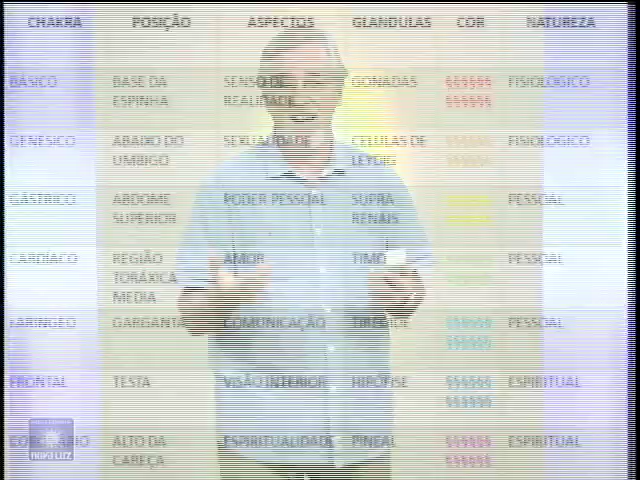 CHAKRA POSIÇÃO ASPECTOS GLANDULAS COR NATUREZA
BÁSICO BASE DA SENSO DE GONADAS §§§§§§ FISIOLOGICO
ESPINHA REALIDADE §§§§§§
GENÉSICO ABAIXO DO SEXUALIDADE CELULAS DE §§§§§§ FISIOLOGICO
UMBIGO LEYDIG §§§§§§
GÁSTRICO ABDOME PODER PESSOAL SUPRA PESSOAL
SUPERIOR RENAIS
CARDÍACO REGIÃO AMOR TIMO PESSOAL
TORÁXICA
MEDIA
LARINGEO GARGANTA COMUNICAÇÃO TIREOIDE §§§§§§ PESSOAL
§§§§§§
FRONTAL TESTA VISÃO INTERIOR HIPÓFISE §§§§§§ ESPIRITUAL
§§§§§§
CORONÁRIO ALTO DA ESPIRITUALIDADE PINEAL §§§§§§ ESPIRITUAL
CABEÇA §§§§§§